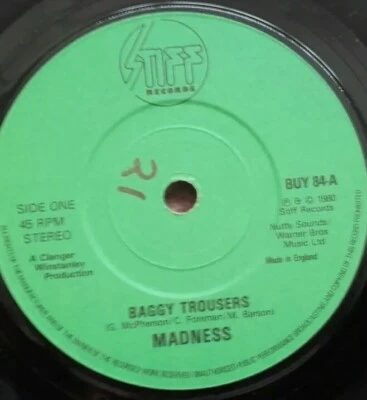 STIFF
RECORDS
SIDE ONE
45 RPM
STEREO
A Clanger
Winstanley
Production
BUY 84-A
℗ & © 1980
Stiff Records
Nutty Sounds/
Warner Bros
Music Ltd
Made in England
BAGGY TROUSERS
(G. McPherson/C. Foreman/M. Barson)
MADNESS